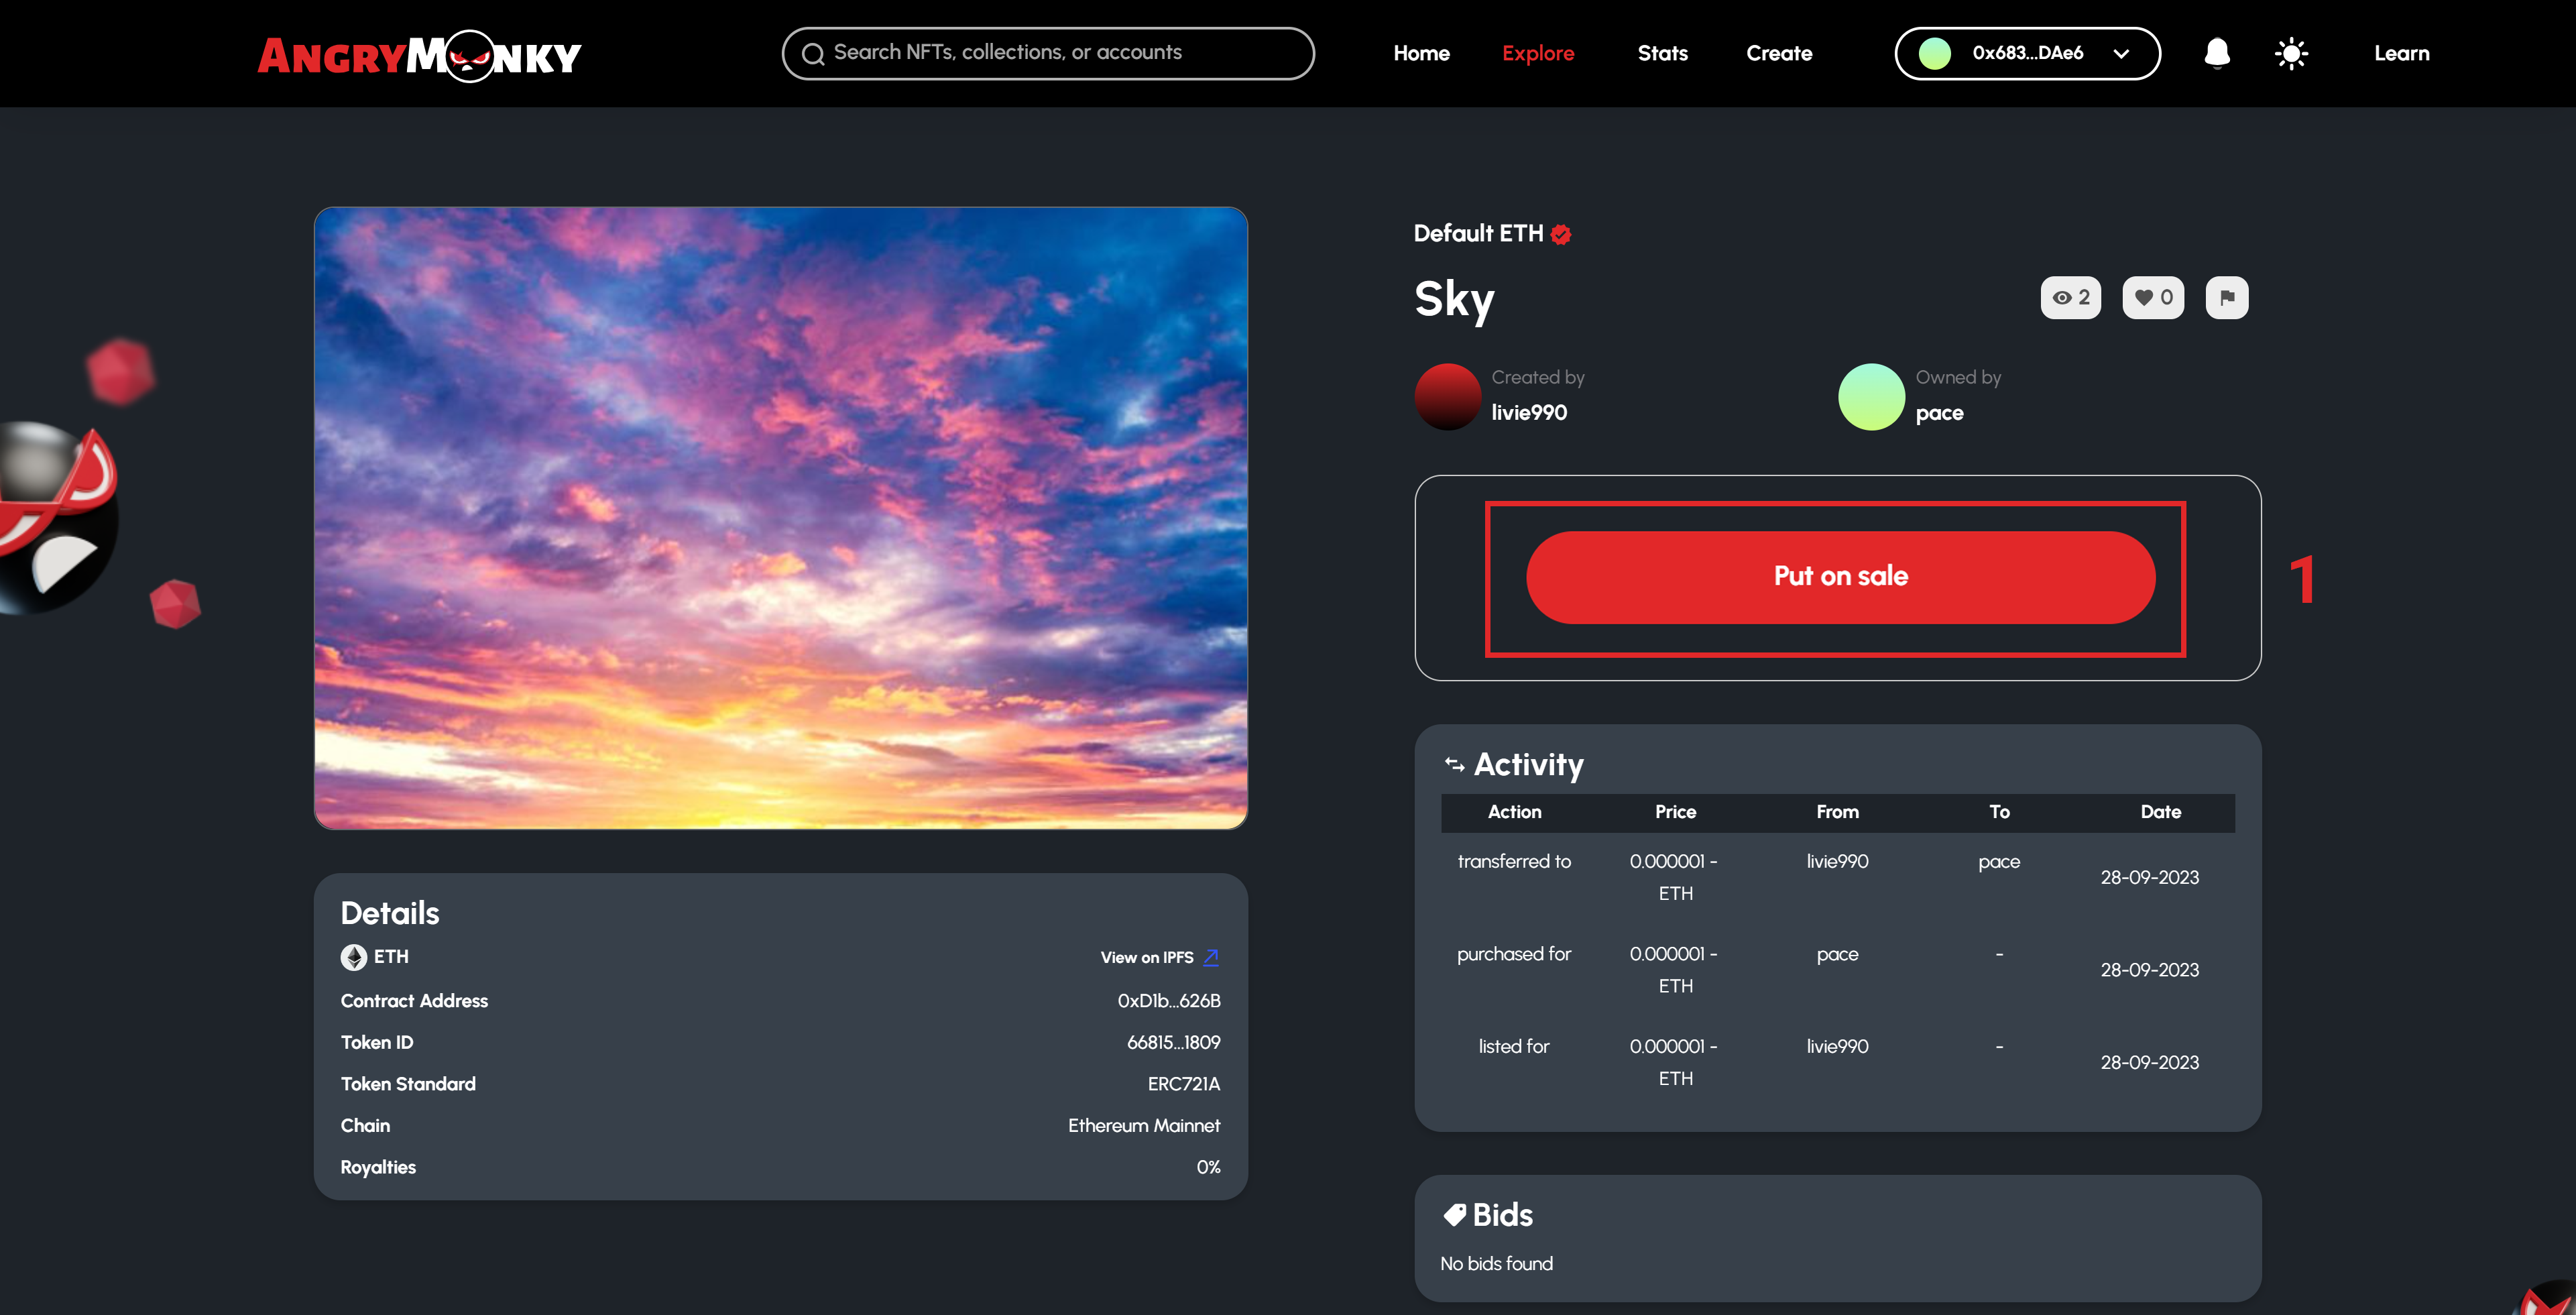 ANGRYMONKY
Search NFTs, collections, or accounts
Home
Explore
Stats
Create
0x683...DAe6
Learn
Default ETH
Sky
2
0
Created by
livie990
Owned by
pace
Put on sale
1
Activity
Action Price From To Date
transferred to 0.000001 - livie990 pace 28-09-2023
ETH
purchased for 0.000001 - pace - 28-09-2023
ETH
listed for 0.000001 - livie990 - 28-09-2023
ETH
Details
ETH
View on IPFS
Contract Address 0xD1b...626B
Token ID 66815...1809
Token Standard ERC721A
Chain Ethereum Mainnet
Royalties 0%
Bids
No bids found